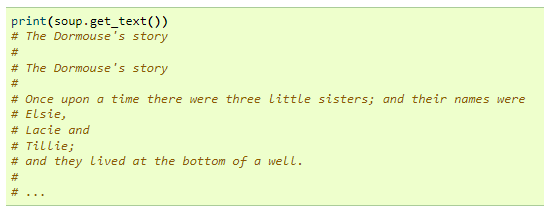 print(soup.get_text())
# The Dormouse's story
#
# The Dormouse's story
#
# Once upon a time there were three little sisters; and their names were
# Elsie,
# Lacie and
# Tillie;
# and they lived at the bottom of a well.
#
# ...